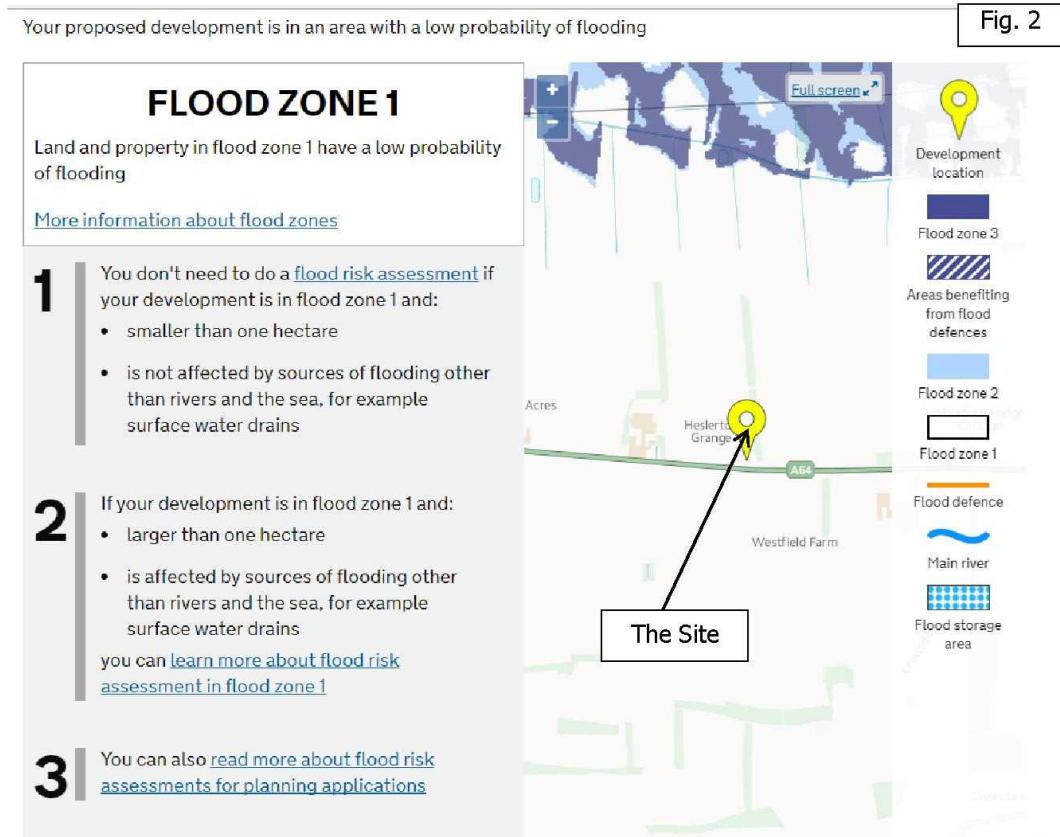 Your proposed development is in an area with a low probability of flooding
Fig. 2
FLOOD ZONE 1
Land and property in flood zone 1 have a low probability
of flooding
More information about flood zones
1
You don't need to do a flood risk assessment if
your development is in flood zone 1 and:
• smaller than one hectare
• is not affected by sources of flooding other
than rivers and the sea, for example
surface water drains
2
If your development is in flood zone 1 and:
• larger than one hectare
• is affected by sources of flooding other
than rivers and the sea, for example
surface water drains
you can learn more about flood risk
assessment in flood zone 1
3
You can also read more about flood risk
assessments for planning applications
+
−
Full screen
Acres
Heslerto
Grange
A64
Westfield Farm
The Site
Development
location
Flood zone 3
Areas benefiting
from flood
defences
Flood zone 2
Flood zone 1
Flood defence
Main river
Flood storage
area